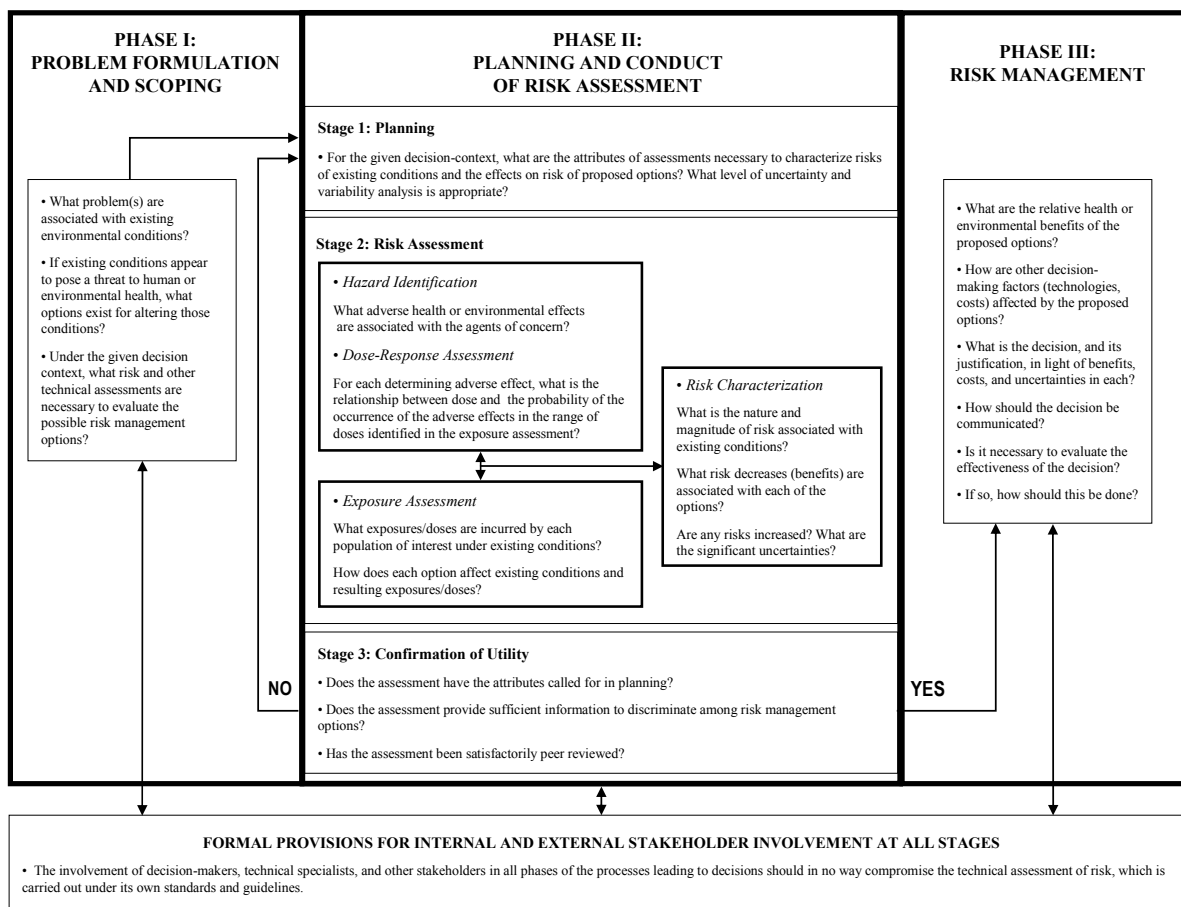 PHASE I:
PROBLEM FORMULATION
AND SCOPING
• What problem(s) are
associated with existing
environmental conditions?
• If existing conditions appear
to pose a threat to human or
environmental health, what
options exist for altering those
conditions?
• Under the given decision
context, what risk and other
technical assessments are
necessary to evaluate the
possible risk management
options?
PHASE II:
PLANNING AND CONDUCT
OF RISK ASSESSMENT
Stage 1: Planning
• For the given decision-context, what are the attributes of assessments necessary to characterize risks
of existing conditions and the effects on risk of proposed options? What level of uncertainty and
variability analysis is appropriate?
Stage 2: Risk Assessment
• Hazard Identification
What adverse health or environmental effects
are associated with the agents of concern?
• Dose-Response Assessment
For each determining adverse effect, what is the
relationship between dose and the probability of the
occurrence of the adverse effects in the range of
doses identified in the exposure assessment?
• Exposure Assessment
What exposures/doses are incurred by each
population of interest under existing conditions?
How does each option affect existing conditions and
resulting exposures/doses?
• Risk Characterization
What is the nature and
magnitude of risk associated with
existing conditions?
What risk decreases (benefits) are
associated with each of the
options?
Are any risks increased? What are
the significant uncertainties?
Stage 3: Confirmation of Utility
• Does the assessment have the attributes called for in planning?
• Does the assessment provide sufficient information to discriminate among risk management
options?
• Has the assessment been satisfactorily peer reviewed?
NO
YES
PHASE III:
RISK MANAGEMENT
• What are the relative health or
environmental benefits of the
proposed options?
• How are other decision-
making factors (technologies,
costs) affected by the proposed
options?
• What is the decision, and its
justification, in light of benefits,
costs, and uncertainties in each?
• How should the decision be
communicated?
• Is it necessary to evaluate the
effectiveness of the decision?
• If so, how should this be done?
FORMAL PROVISIONS FOR INTERNAL AND EXTERNAL STAKEHOLDER INVOLVEMENT AT ALL STAGES
• The involvement of decision-makers, technical specialists, and other stakeholders in all phases of the processes leading to decisions should in no way compromise the technical assessment of risk, which is
carried out under its own standards and guidelines.